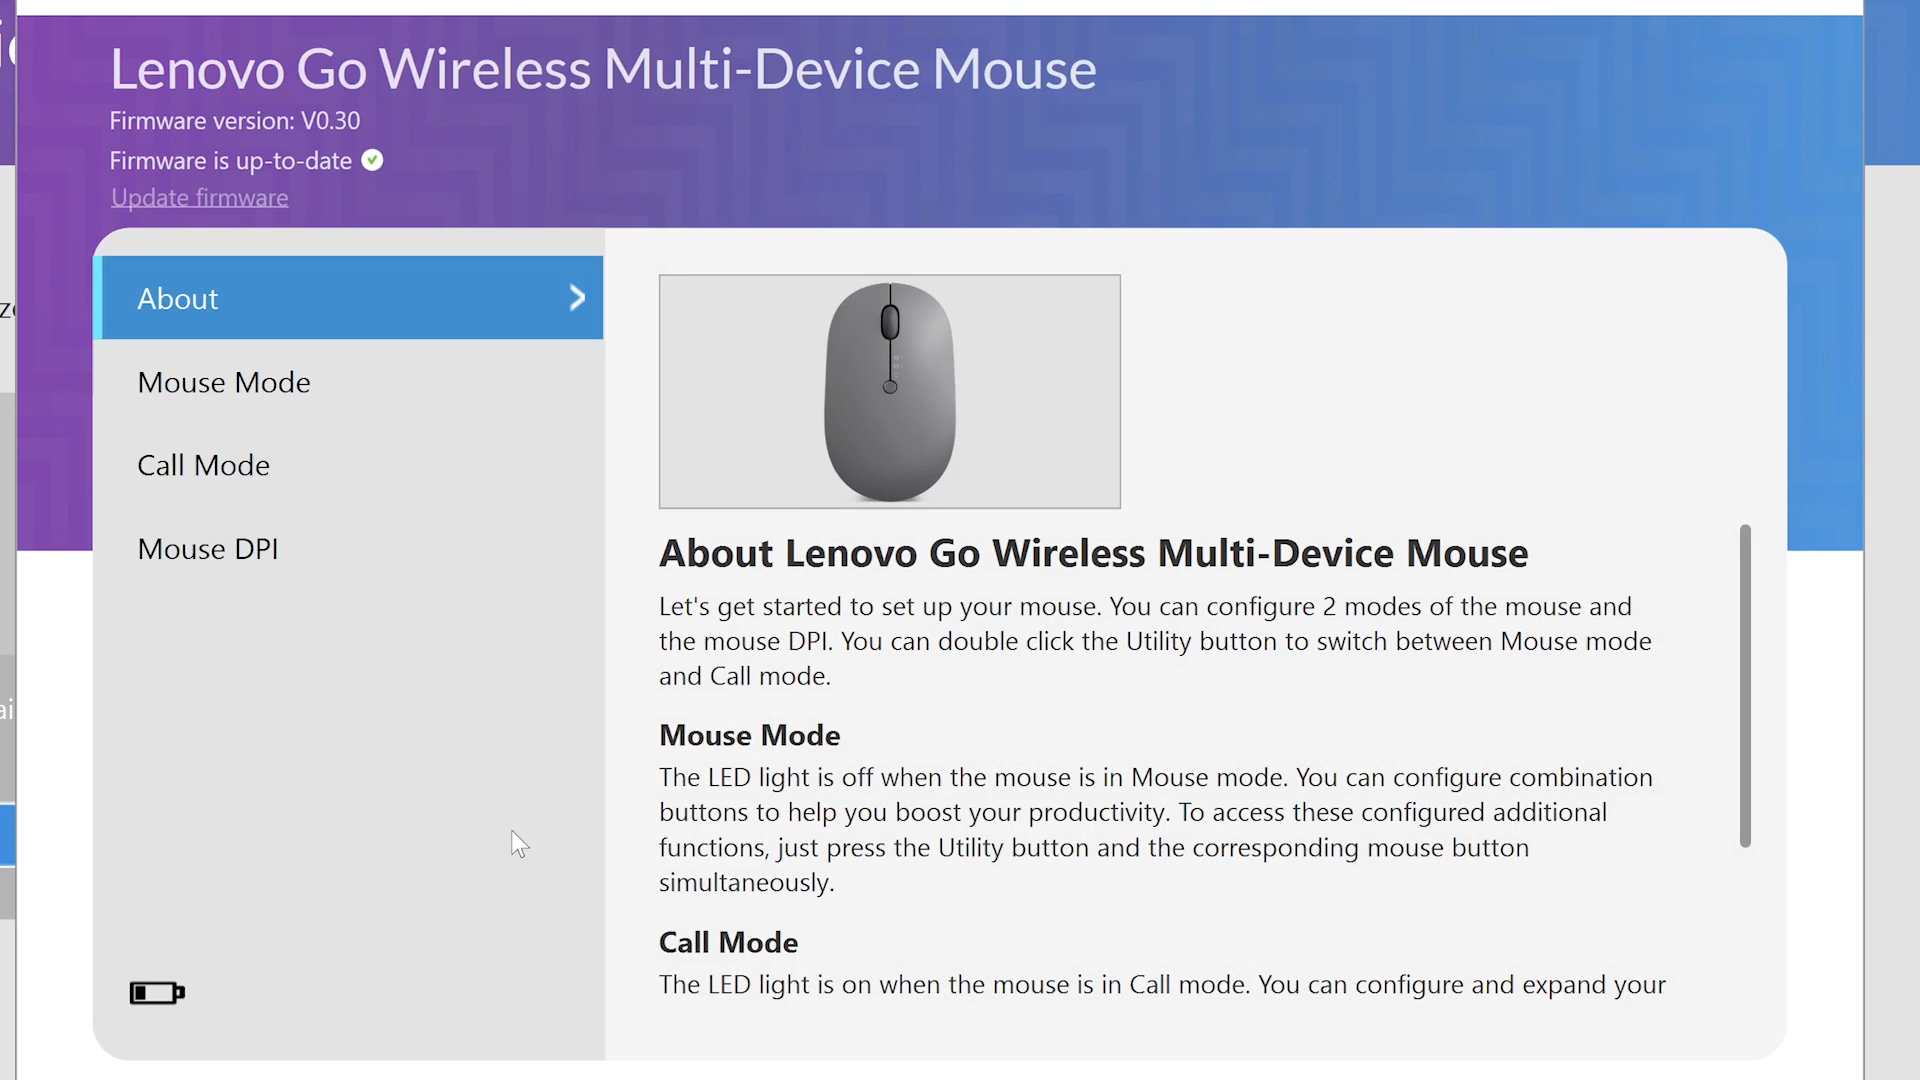 Lenovo Go Wireless Multi-Device Mouse
Firmware version: V0.30
Firmware is up-to-date
Update firmware
About
Mouse Mode
Call Mode
Mouse DPI
About Lenovo Go Wireless Multi-Device Mouse
Let's get started to set up your mouse. You can configure 2 modes of the mouse and
the mouse DPI. You can double click the Utility button to switch between Mouse mode
and Call mode.
Mouse Mode
The LED light is off when the mouse is in Mouse mode. You can configure combination
buttons to help you boost your productivity. To access these configured additional
functions, just press the Utility button and the corresponding mouse button
simultaneously.
Call Mode
The LED light is on when the mouse is in Call mode. You can configure and expand your